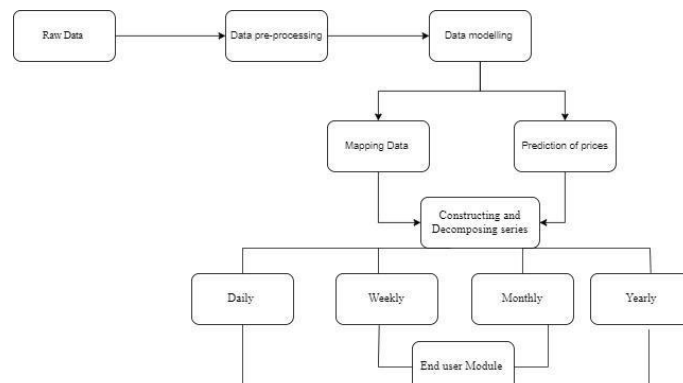 Raw Data
Data pre-processing
Data modelling
Mapping Data
Prediction of prices
Constructing and
Decomposing series
Daily
Weekly
Monthly
Yearly
End user Module